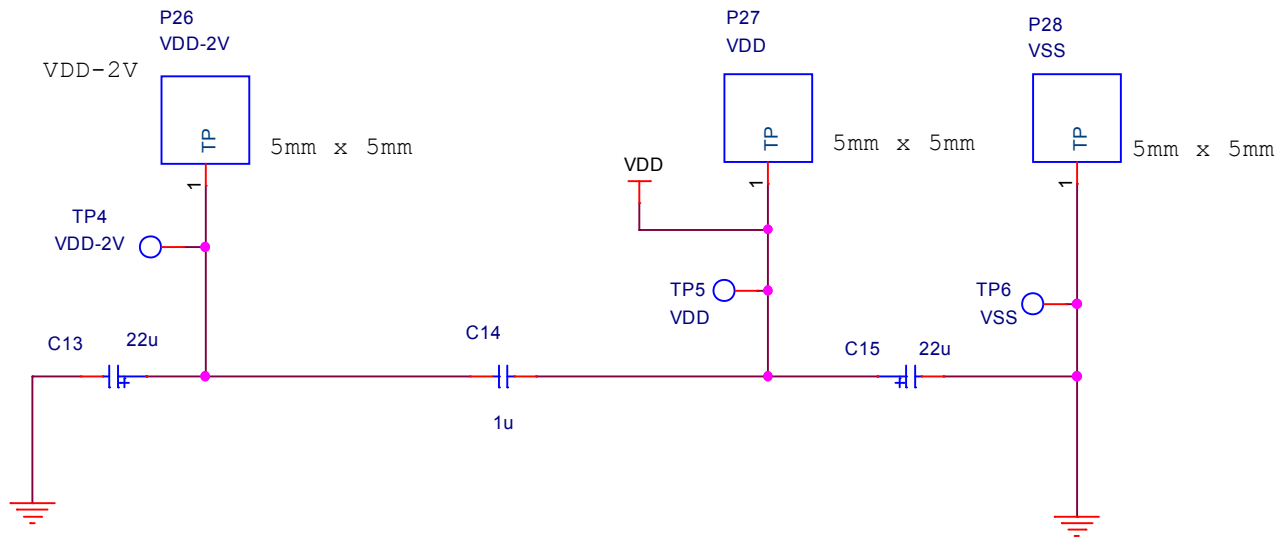 P26
VDD-2V
VDD-2V
TP
5mm x 5mm
1
TP4
VDD-2V
C13
22u
C14
1u
P27
VDD
TP
5mm x 5mm
1
VDD
TP5
VDD
C15
22u
P28
VSS
TP
5mm x 5mm
1
TP6
VSS